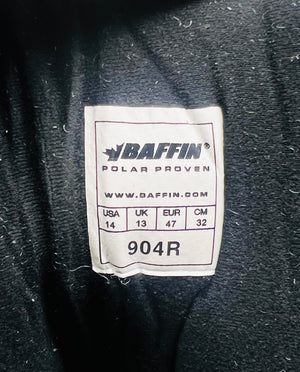 BAFFIN®
POLAR PROVEN
WWW.BAFFIN.COM
USA UK EUR CM
14 13 47 32
904R